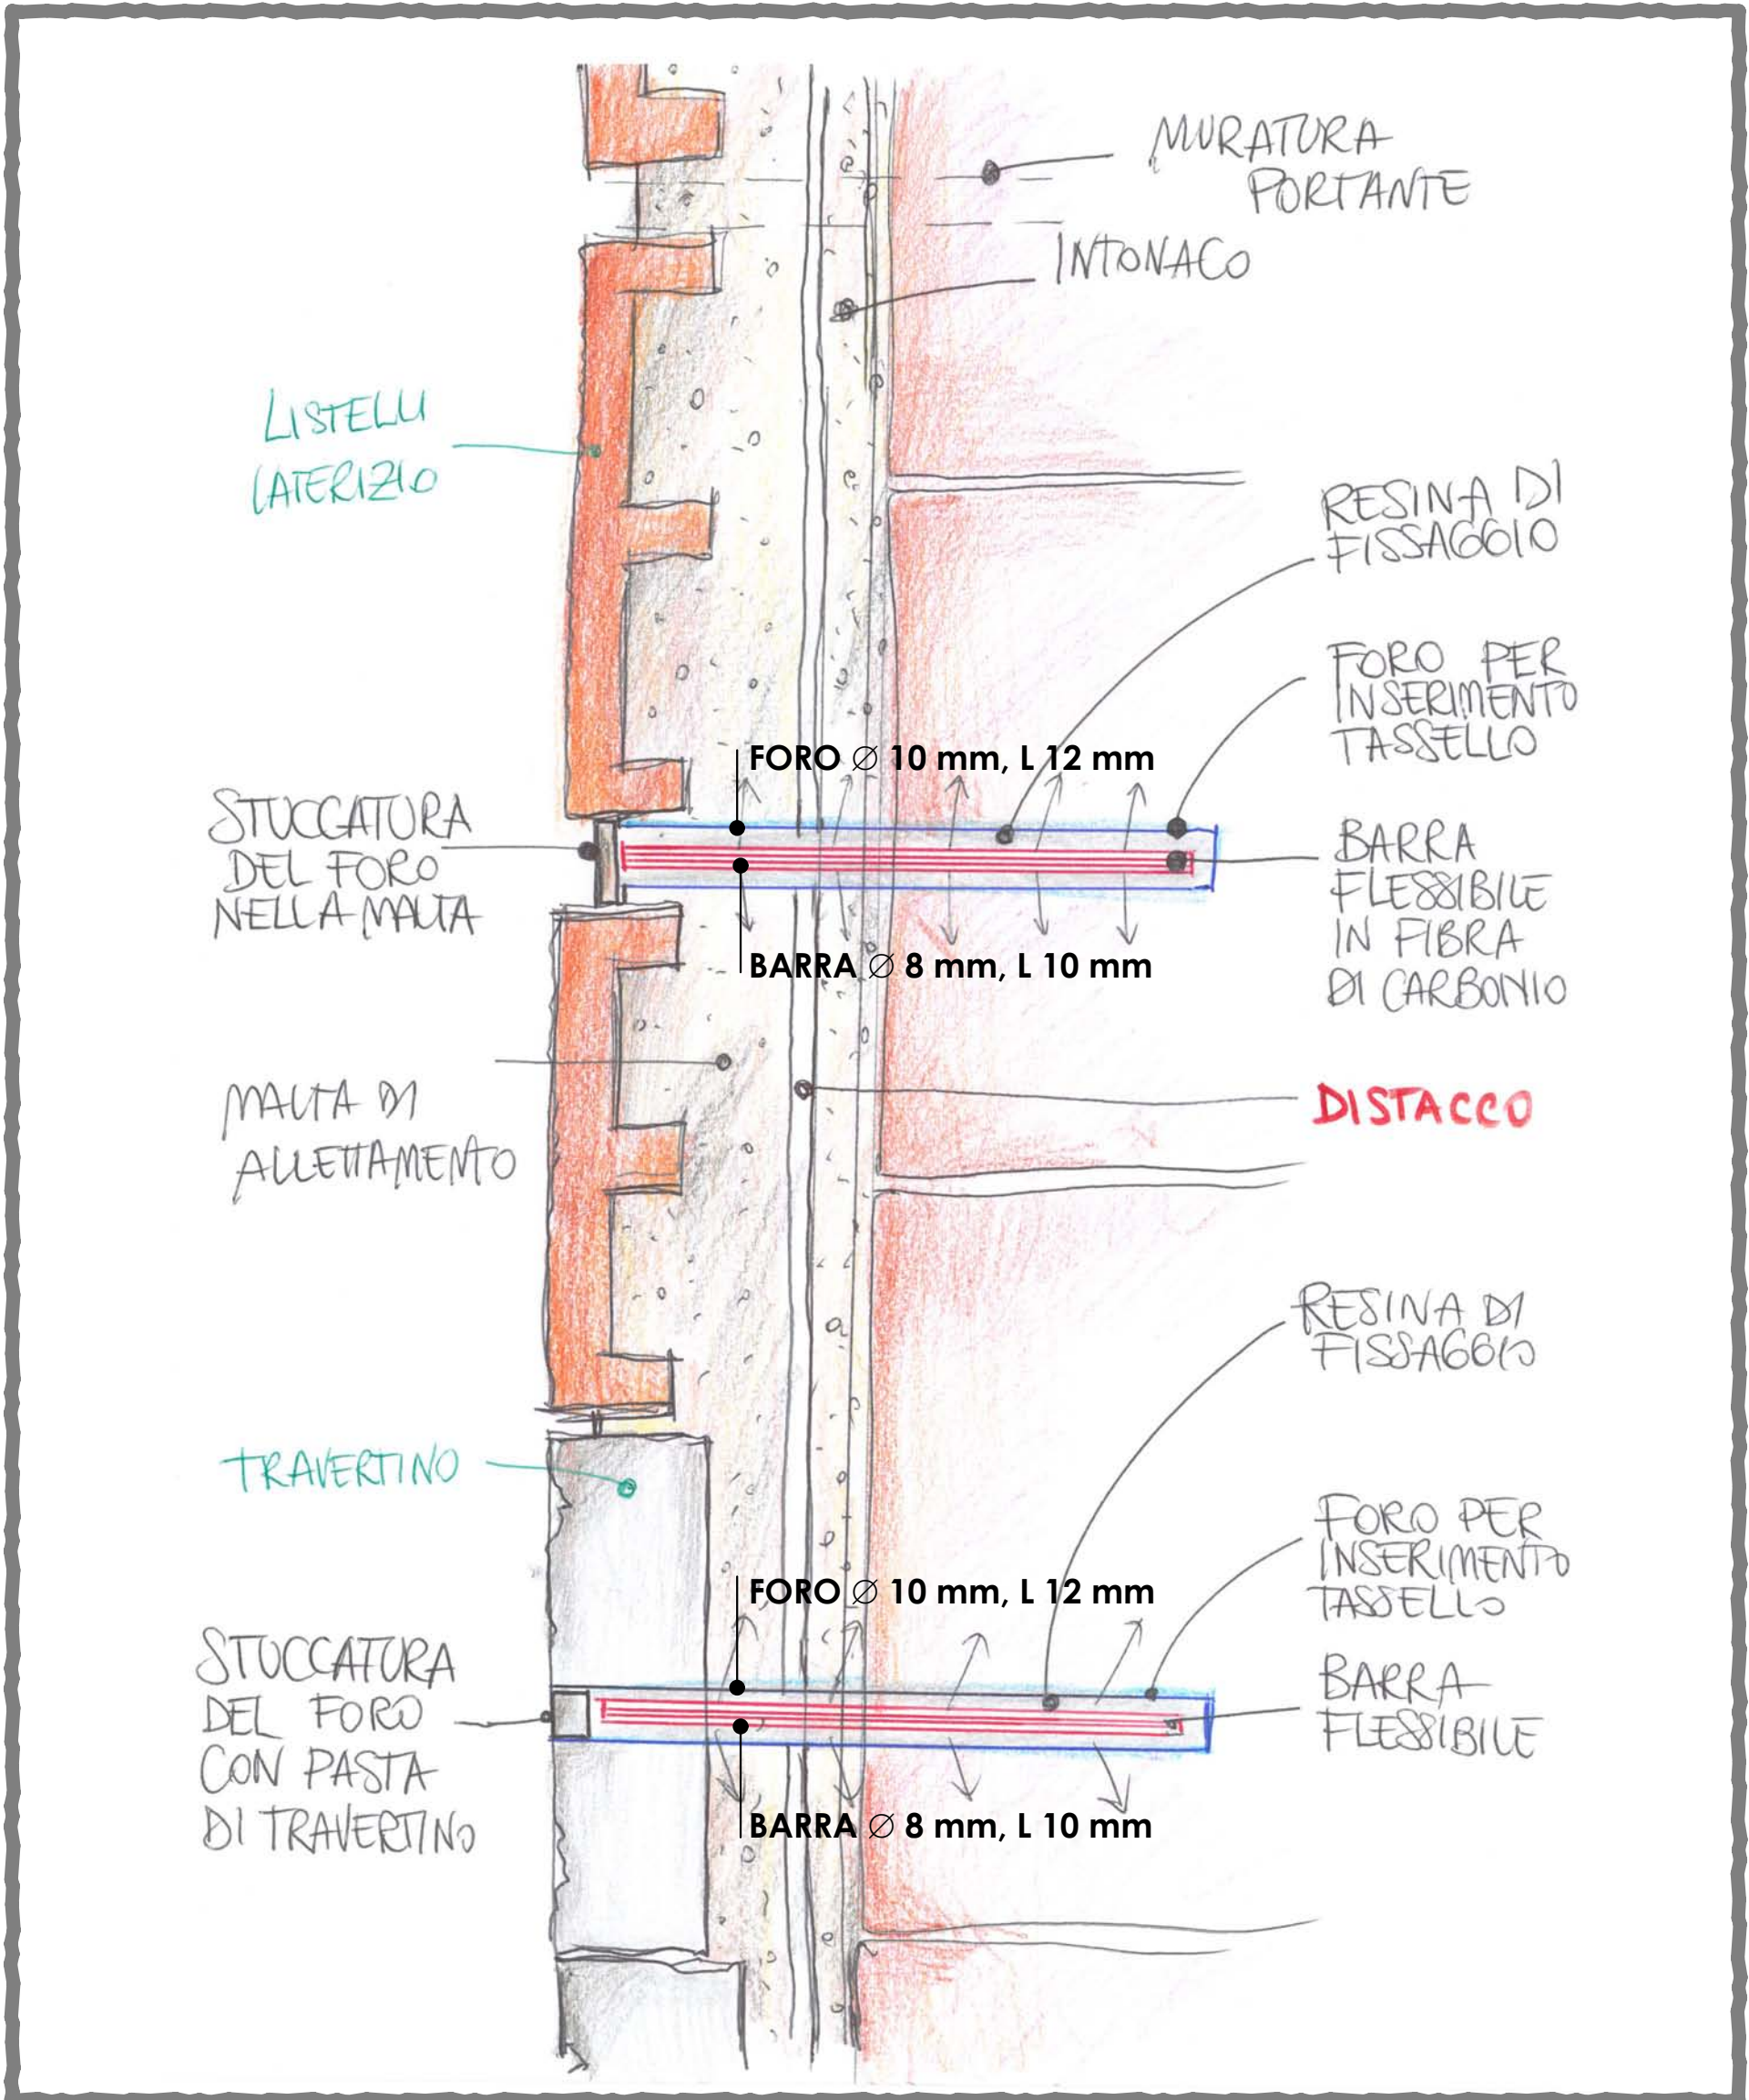 MURATURA
PORTANTE
INTONACO
LISTELLI
LATERIZIO
RESINA DI
FISSAGGIO
FORO PER
INSERIMENTO
TASSELLO
FORO ∅ 10 mm, L 12 mm
STUCCATURA
DEL FORO
NELLA MALTA
BARRA
FLESSIBILE
IN FIBRA
DI CARBONIO
BARRA ∅ 8 mm, L 10 mm
MALTA DI
ALLETTAMENTO
DISTACCO
RESINA DI
FISSAGGIO
TRAVERTINO
FORO PER
INSERIMENTO
TASSELLO
FORO ∅ 10 mm, L 12 mm
STUCCATURA
DEL FORO
CON PASTA
DI TRAVERTINO
BARRA
FLESSIBILE
BARRA ∅ 8 mm, L 10 mm